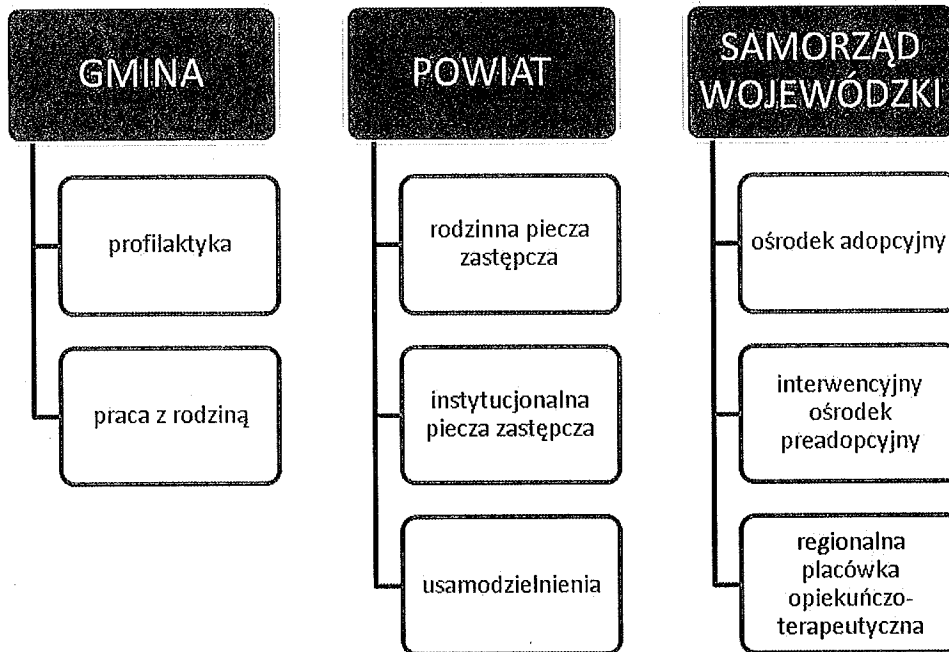 GMINA
profilaktyka
praca z rodziną
POWIAT
rodzinna piecza
zastępcza
instytucjonalna
piecza zastępcza
usamodzielnienia
SAMORZĄD
WOJEWÓDZKI
ośrodek adopcyjny
interwencyjny
ośrodek
preadopcyjny
regionalna
placówka
opiekuńczo-
terapeutyczna